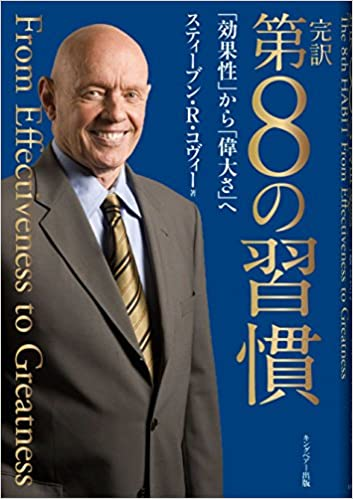 完訳
第8の習慣
「効果性」から「偉大さ」へ
スティーブン・R・コヴィー 著
From Effectiveness to Greatness
The 8th HABIT From Effectiveness to Greatness
キングベアー出版